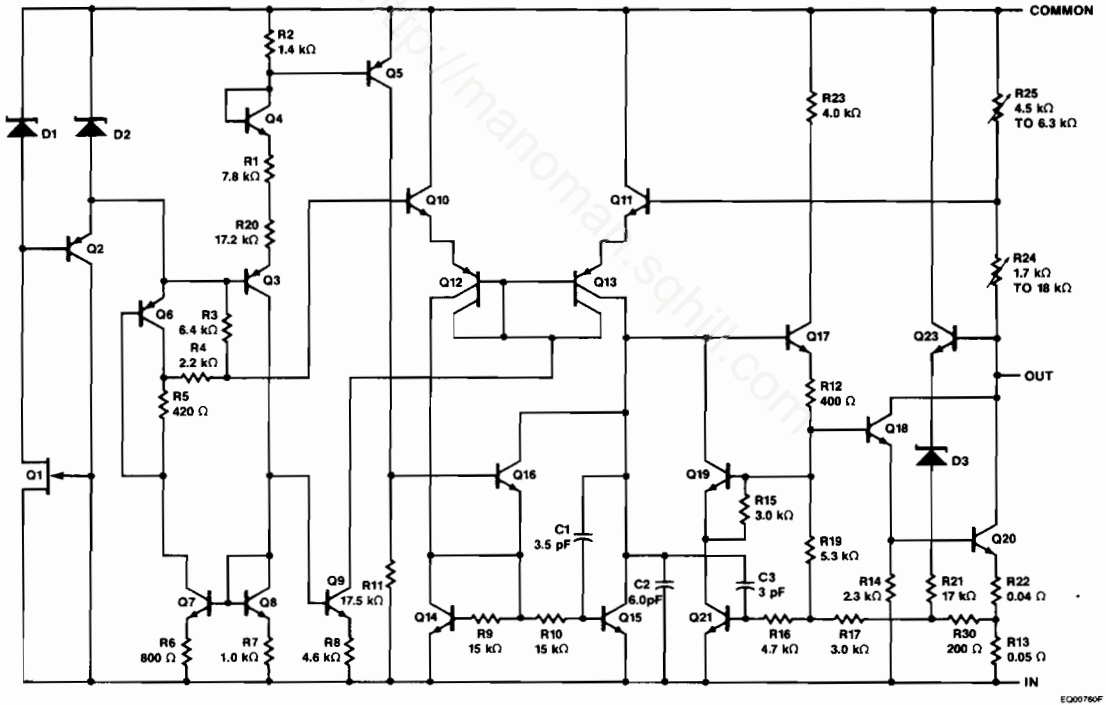 COMMON
R2
1.4 kΩ
Q5
Q4
R1
7.8 kΩ
R20
17.2 kΩ
Q3
D1
D2
Q2
Q6
R3
6.4 kΩ
R4
2.2 kΩ
R5
420 Ω
Q1
Q7
Q8
R6
800 Ω
R7
1.0 kΩ
Q9
R8
4.6 kΩ
R11
17.5 kΩ
Q10
Q11
Q12
Q13
Q16
C1
3.5 pF
Q14
R9
15 kΩ
R10
15 kΩ
Q15
C2
6.0pF
C3
3 pF
R23
4.0 kΩ
Q17
R12
400 Ω
Q18
Q19
R15
3.0 kΩ
R19
5.3 kΩ
Q21
R16
4.7 kΩ
R17
3.0 kΩ
R14
2.3 kΩ
R21
17 kΩ
R30
200 Ω
R25
4.5 kΩ
TO 6.3 kΩ
R24
1.7 kΩ
TO 18 kΩ
Q23
OUT
D3
Q20
R22
0.04 Ω
R13
0.05 Ω
IN
EQ00760F
http://manoman.sqhill.com